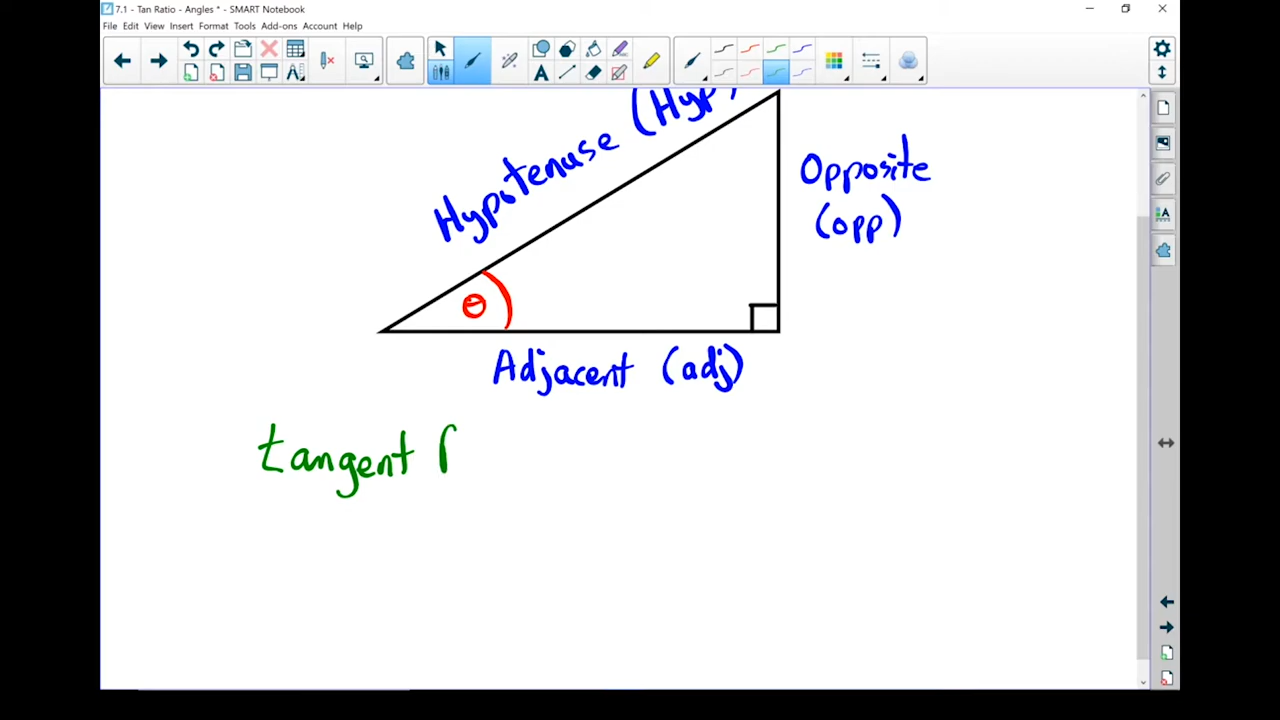 7.1 - Tan Ratio - Angles * - SMART Notebook
File Edit View Insert Format Tools Add-ons Account Help
Hypotenuse (Hyp)
Opposite
(opp)
θ
Adjacent (adj)
tangent